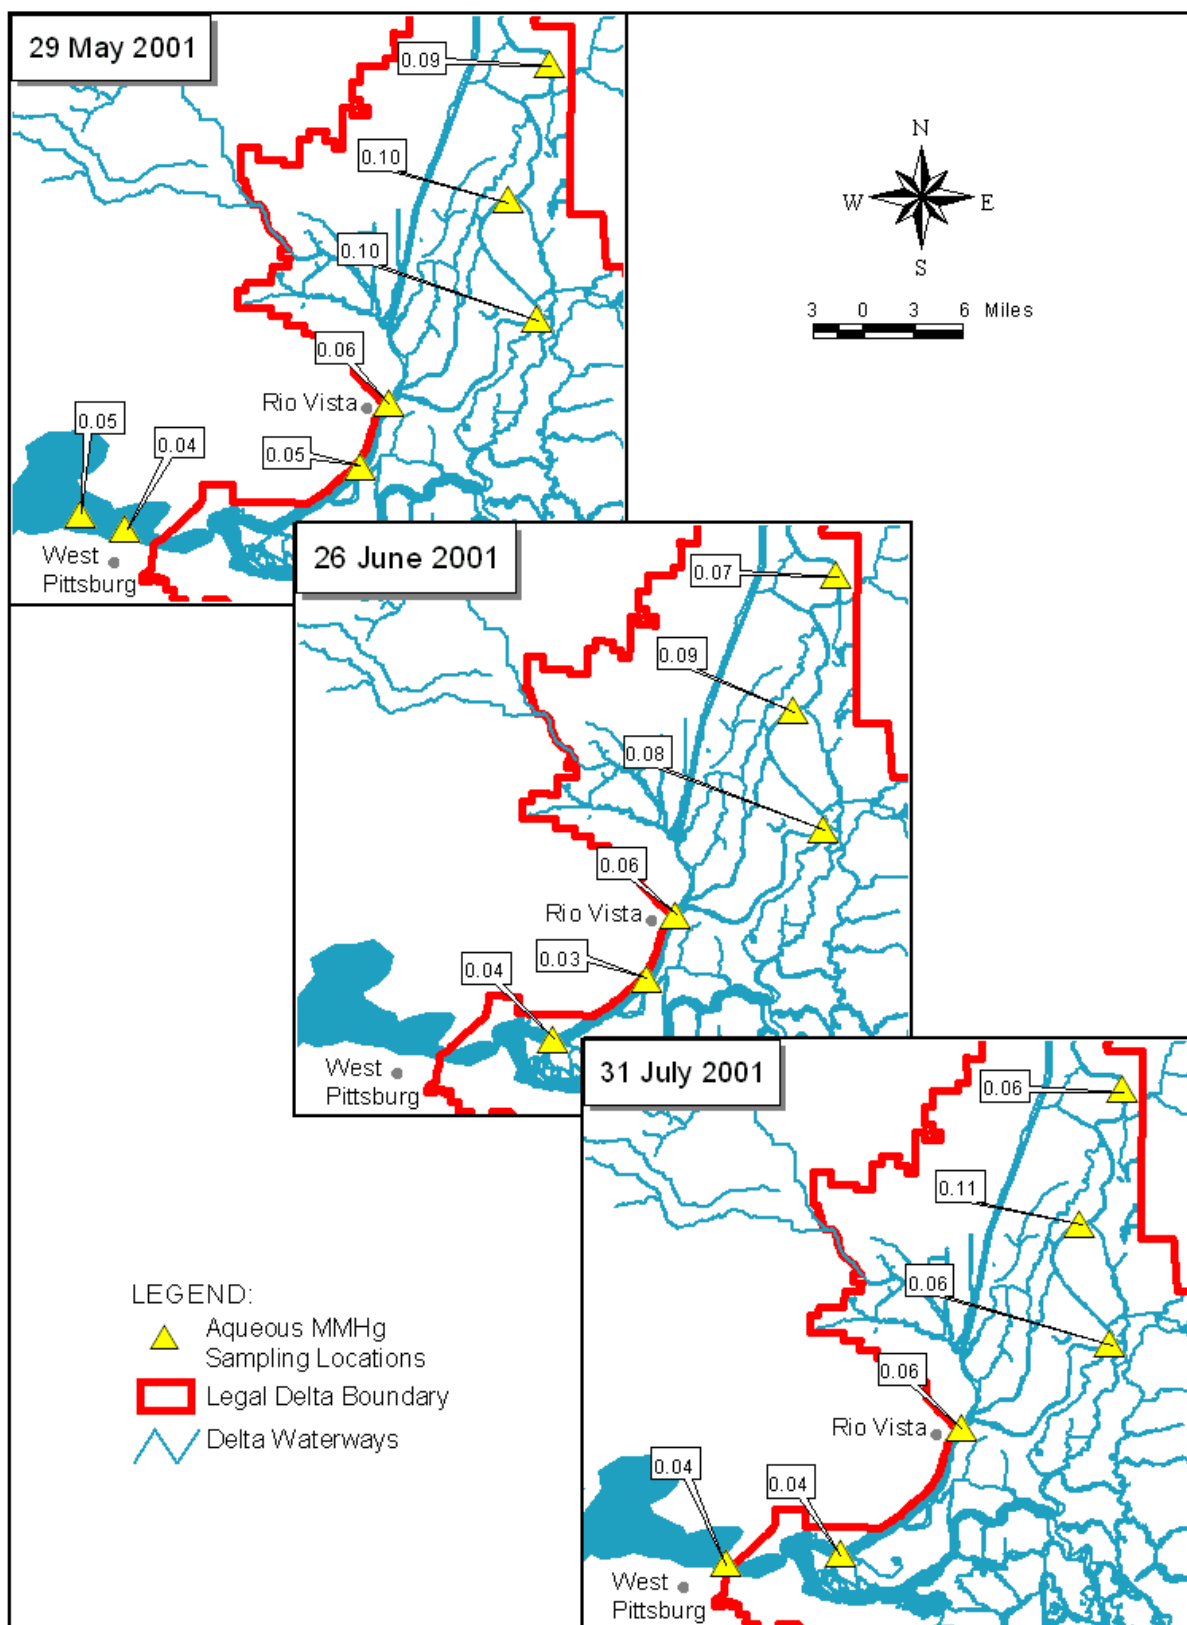 29 May 2001
0.09
0.10
0.10
0.06
Rio Vista
0.05
0.05
0.04
West
Pittsburg
N
W
E
S
3 0 3 6 Miles
26 June 2001
0.07
0.09
0.08
0.06
Rio Vista
0.03
0.04
West
Pittsburg
31 July 2001
0.06
0.11
0.06
0.06
Rio Vista
0.04
0.04
West
Pittsburg
LEGEND:
Aqueous MMHg
Sampling Locations
Legal Delta Boundary
Delta Waterways